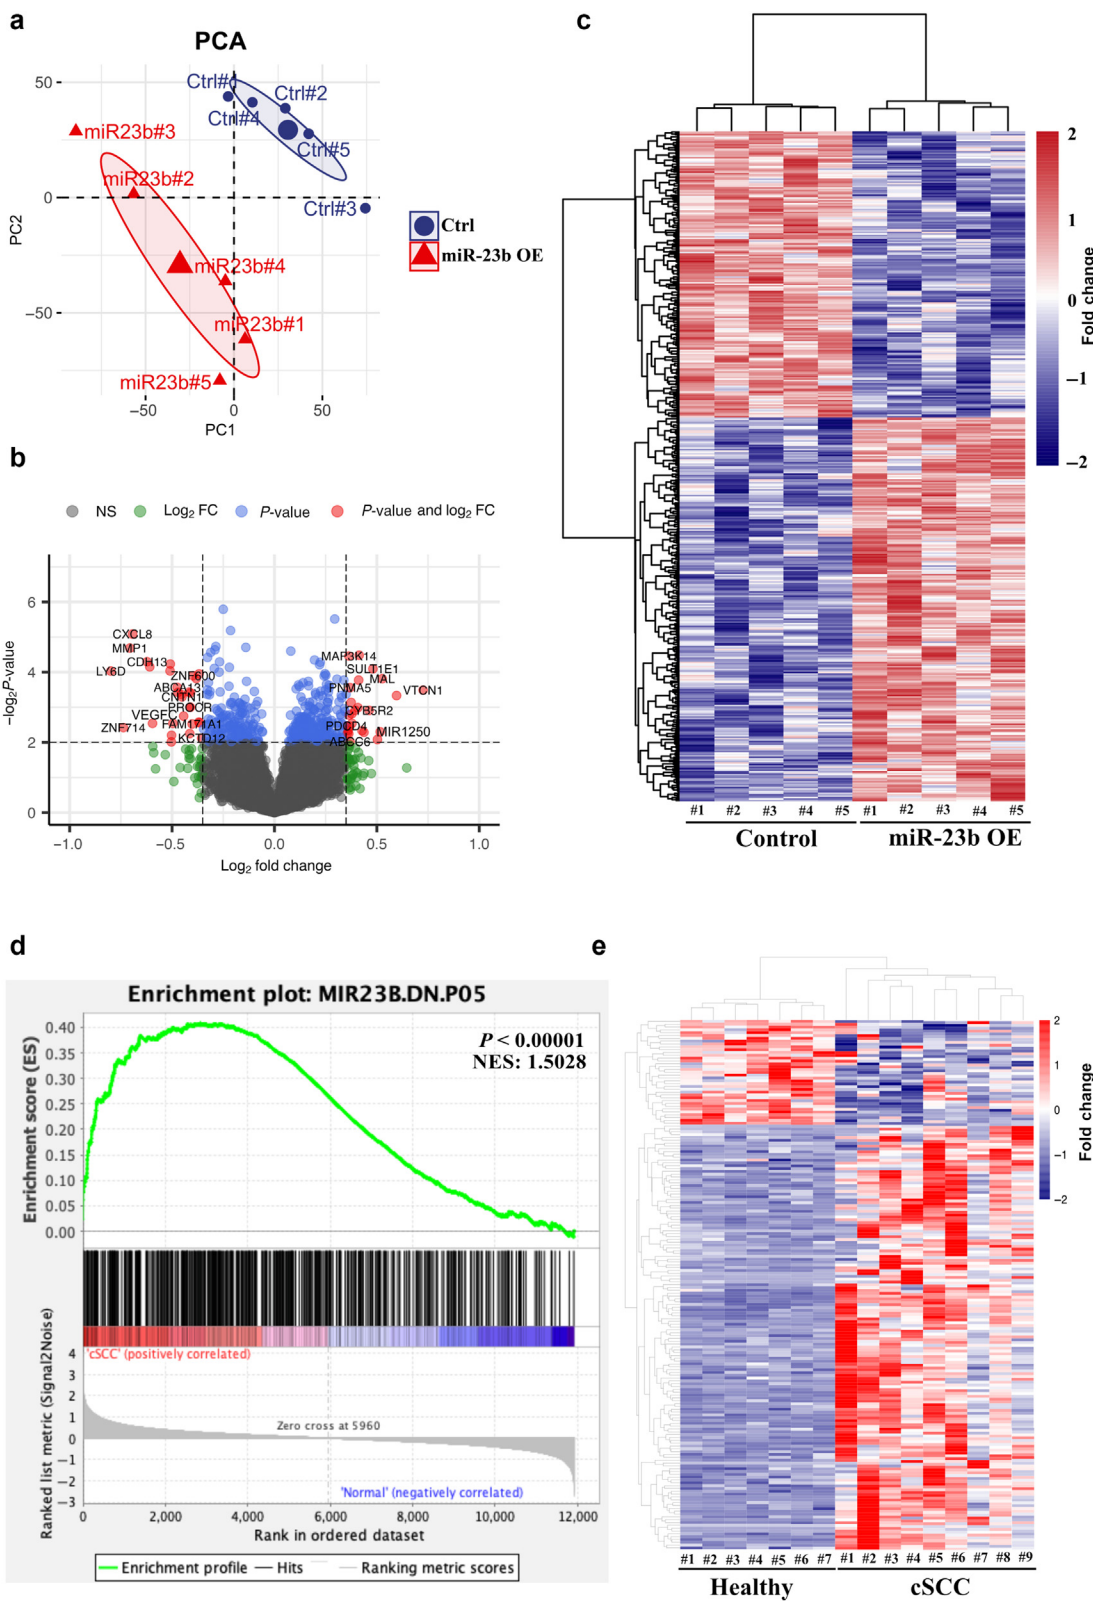 a
PCA
50
0
−50
PC2
−50
0
50
PC1
Ctrl#4
Ctrl#2
Ctrl#5
Ctrl#3
miR23b#3
miR23b#2
miR23b#4
miR23b#1
miR23b#5
Ctrl
miR-23b OE
b
NS
Log2 FC
P-value
P-value and log2 FC
−log2P-value
6
4
2
0
CXCL8
MMP1
CDH13
LY6D
ZNF600
ABCA13
CNTN1
PROCR
VEGFC
FAM171A1
ZNF714
KCTD12
MAP3K14
SULT1E1
MAL
PNMA5
VTCN1
CYB5R2
PDCD4
MIR1250
ABCC6
−1.0
−0.5
0.0
0.5
1.0
Log2 fold change
c
2
1
0
−1
−2
Fold change
#1 #2 #3 #4 #5 #1 #2 #3 #4 #5
Control
miR-23b OE
d
Enrichment plot: MIR23B.DN.P05
P < 0.00001
NES: 1.5028
Enrichment score (ES)
0.40
0.35
0.30
0.25
0.20
0.15
0.10
0.05
0.00
'cSCC' (positively correlated)
Ranked list metric (Signal2Noise)
4
3
2
1
0
−1
−2
−3
Zero cross at 5960
'Normal' (negatively correlated)
0
2,000
4,000
6,000
8,000
10,000
12,000
Rank in ordered dataset
Enrichment profile
Hits
Ranking metric scores
e
2
1
0
−1
−2
Fold change
#1 #2 #3 #4 #5 #6 #7 #1 #2 #3 #4 #5 #6 #7 #8 #9
Healthy
cSCC